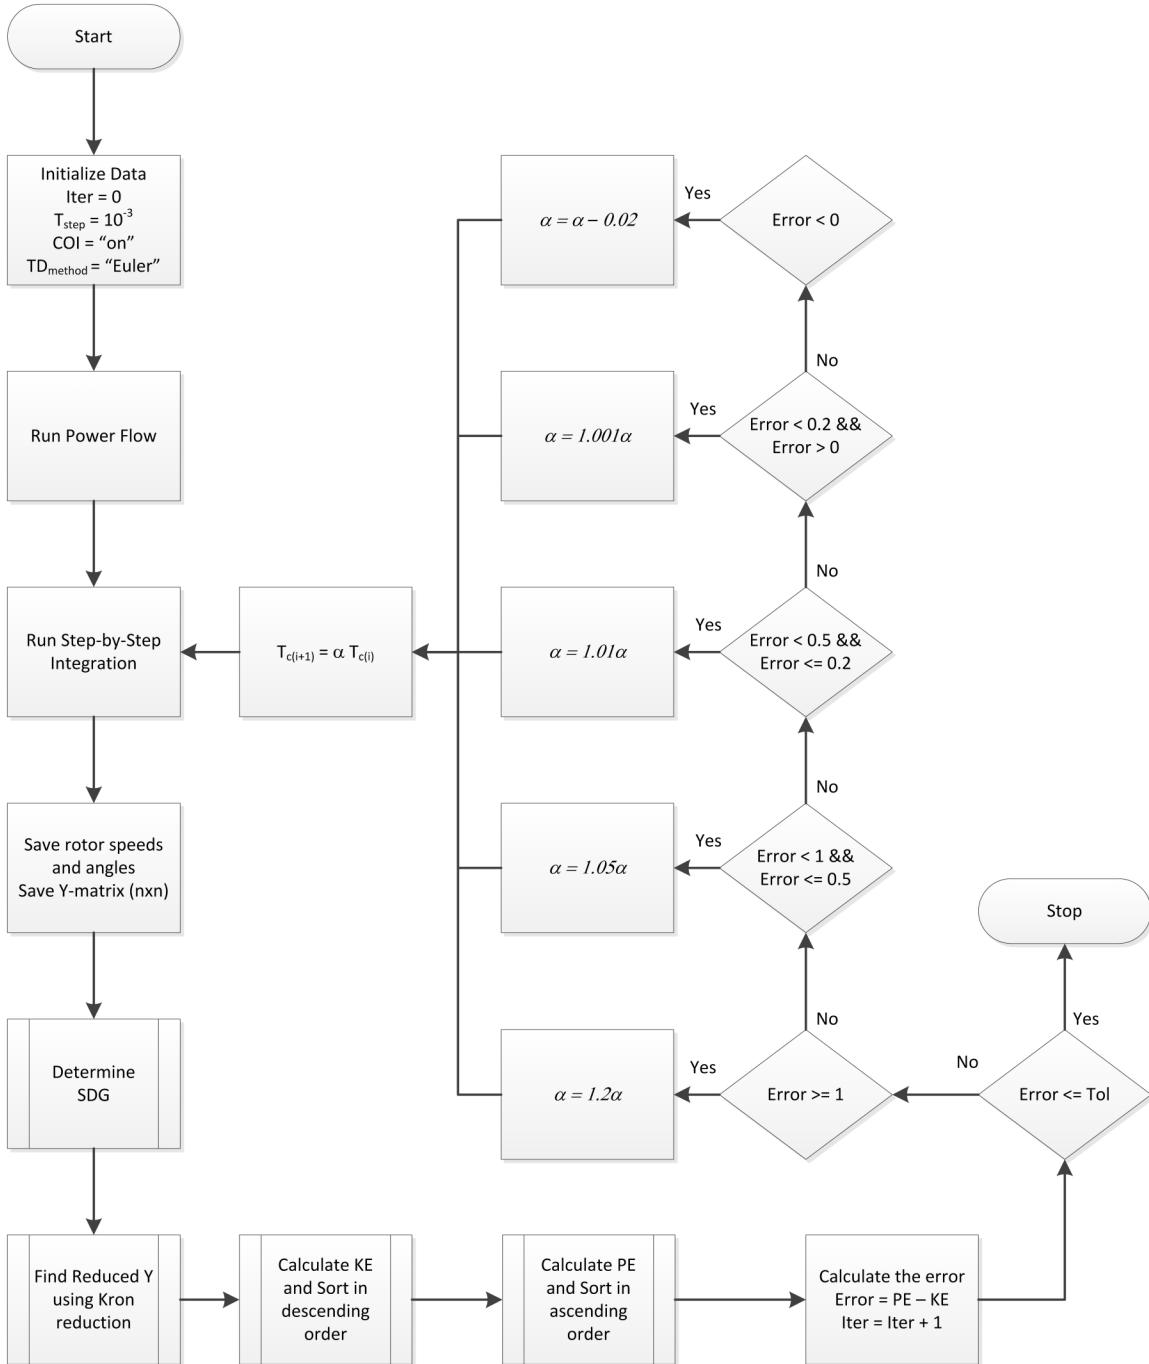 Start
Initialize Data
Iter = 0
Tstep = 10-3
COI = “on”
TDmethod = “Euler”
Run Power Flow
Run Step-by-Step
Integration
Save rotor speeds
and angles
Save Y-matrix (nxn)
Determine
SDG
Find Reduced Y
using Kron
reduction
Calculate KE
and Sort in
descending
order
Calculate PE
and Sort in
ascending
order
Calculate the error
Error = PE – KE
Iter = Iter + 1
Error <= Tol
Yes
Stop
No
Error >= 1
Yes
α = 1.2α
No
Error < 1 &&
Error <= 0.5
Yes
α = 1.05α
No
Error < 0.5 &&
Error <= 0.2
Yes
α = 1.01α
No
Error < 0.2 &&
Error > 0
Yes
α = 1.001α
No
Error < 0
Yes
α = α – 0.02
Tc(i+1) = α Tc(i)